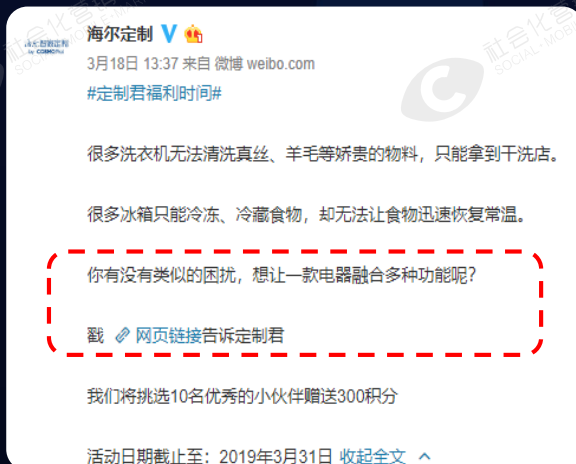 海尔定制
3月18日 13:37 来自 微博 weibo.com
#定制君福利时间#
很多洗衣机无法清洗真丝、羊毛等娇贵的物料，只能拿到干洗店。
很多冰箱只能冷冻、冷藏食物，却无法让食物迅速恢复常温。
你有没有类似的困扰，想让一款电器融合多种功能呢？
戳 网页链接告诉定制君
我们将挑选10名优秀的小伙伴赠送300积分
活动日期截止至：2019年3月31日 收起全文
社会化营销
SOCIAL·MOBI